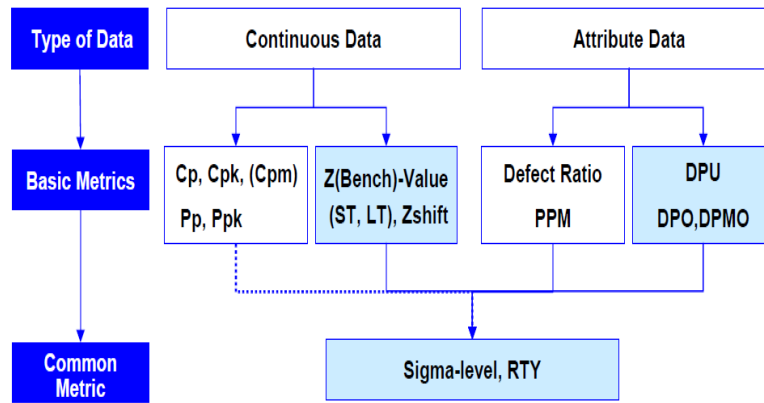 Type of Data
Continuous Data
Attribute Data
Basic Metrics
Cp, Cpk, (Cpm)
Pp, Ppk
Z(Bench)-Value
(ST, LT), Zshift
Defect Ratio
PPM
DPU
DPO,DPMO
Common
Metric
Sigma-level, RTY